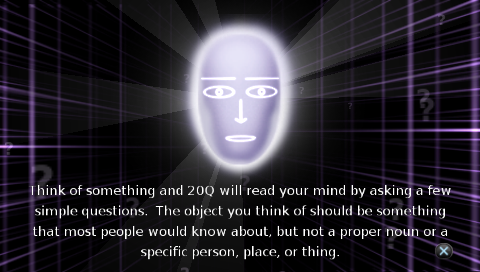 Think of something and 20Q will read your mind by asking a few
simple questions. The object you think of should be something
that most people would know about, but not a proper noun or a
specific person, place, or thing.